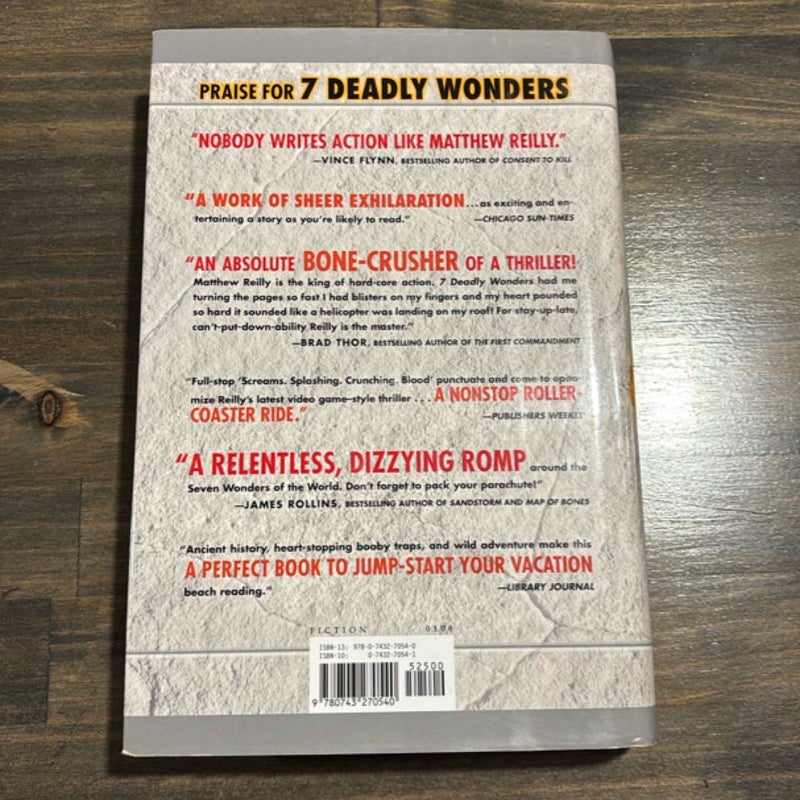 PRAISE FOR 7 DEADLY WONDERS
"NOBODY WRITES ACTION LIKE MATTHEW REILLY."
—VINCE FLYNN, BESTSELLING AUTHOR OF CONSENT TO KILL
"A WORK OF SHEER EXHILARATION...as exciting and en-
tertaining a story as you're likely to read." —CHICAGO SUN-TIMES
"AN ABSOLUTE BONE-CRUSHER OF A THRILLER!
Matthew Reilly is the king of hard-core action. 7 Deadly Wonders had me
turning the pages so fast I had blisters on my fingers and my heart pounded
so hard it sounded like a helicopter was landing on my roof! For stay-up-late,
can't-put-down-ability Reilly is the master."
—BRAD THOR, BESTSELLING AUTHOR OF THE FIRST COMMANDMENT
"Full-stop 'Screams. Splashing. Crunching. Blood' punctuate and come to epito-
mize Reilly's latest video game–style thriller . . . A NONSTOP ROLLER-
COASTER RIDE." —PUBLISHERS WEEKLY
"A RELENTLESS, DIZZYING ROMP around the
Seven Wonders of the World. Don't forget to pack your parachute!"
—JAMES ROLLINS, BESTSELLING AUTHOR OF SANDSTORM AND MAP OF BONES
"Ancient history, heart-stopping booby traps, and wild adventure make this
A PERFECT BOOK TO JUMP-START YOUR VACATION
beach reading." —LIBRARY JOURNAL
FICTION 0108
ISBN-13: 978-0-7432-7054-0
ISBN-10: 0-7432-7054-1
52500
9 780743 270540